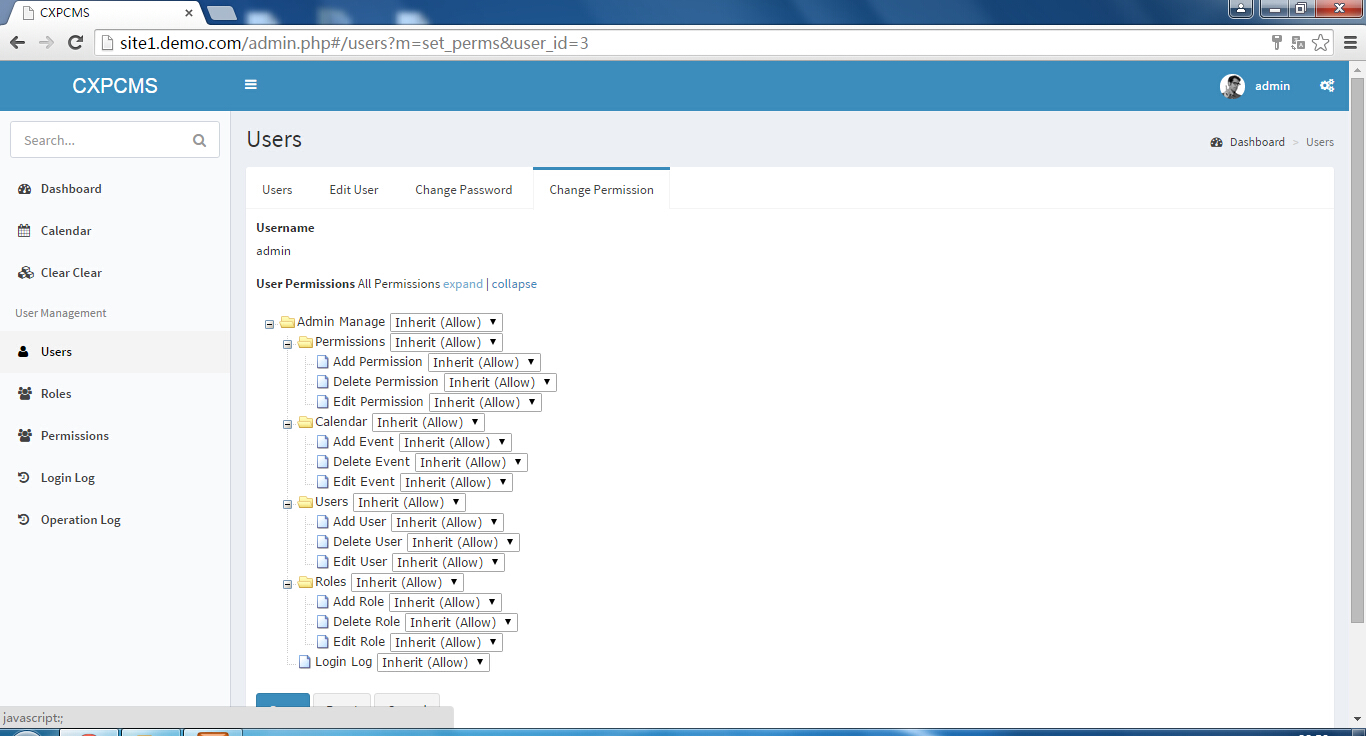 CXPCMS
site1.demo.com/admin.php#/users?m=set_perms&user_id=3
CXPCMS
admin
Search...
Users
Dashboard > Users
Dashboard
Calendar
Clear Clear
User Management
Users
Roles
Permissions
Login Log
Operation Log
Users Edit User Change Password Change Permission
Username
admin
User Permissions All Permissions expand | collapse
Admin Manage Inherit (Allow)
Permissions Inherit (Allow)
Add Permission Inherit (Allow)
Delete Permission Inherit (Allow)
Edit Permission Inherit (Allow)
Calendar Inherit (Allow)
Add Event Inherit (Allow)
Delete Event Inherit (Allow)
Edit Event Inherit (Allow)
Users Inherit (Allow)
Add User Inherit (Allow)
Delete User Inherit (Allow)
Edit User Inherit (Allow)
Roles Inherit (Allow)
Add Role Inherit (Allow)
Delete Role Inherit (Allow)
Edit Role Inherit (Allow)
Login Log Inherit (Allow)
javascript:;